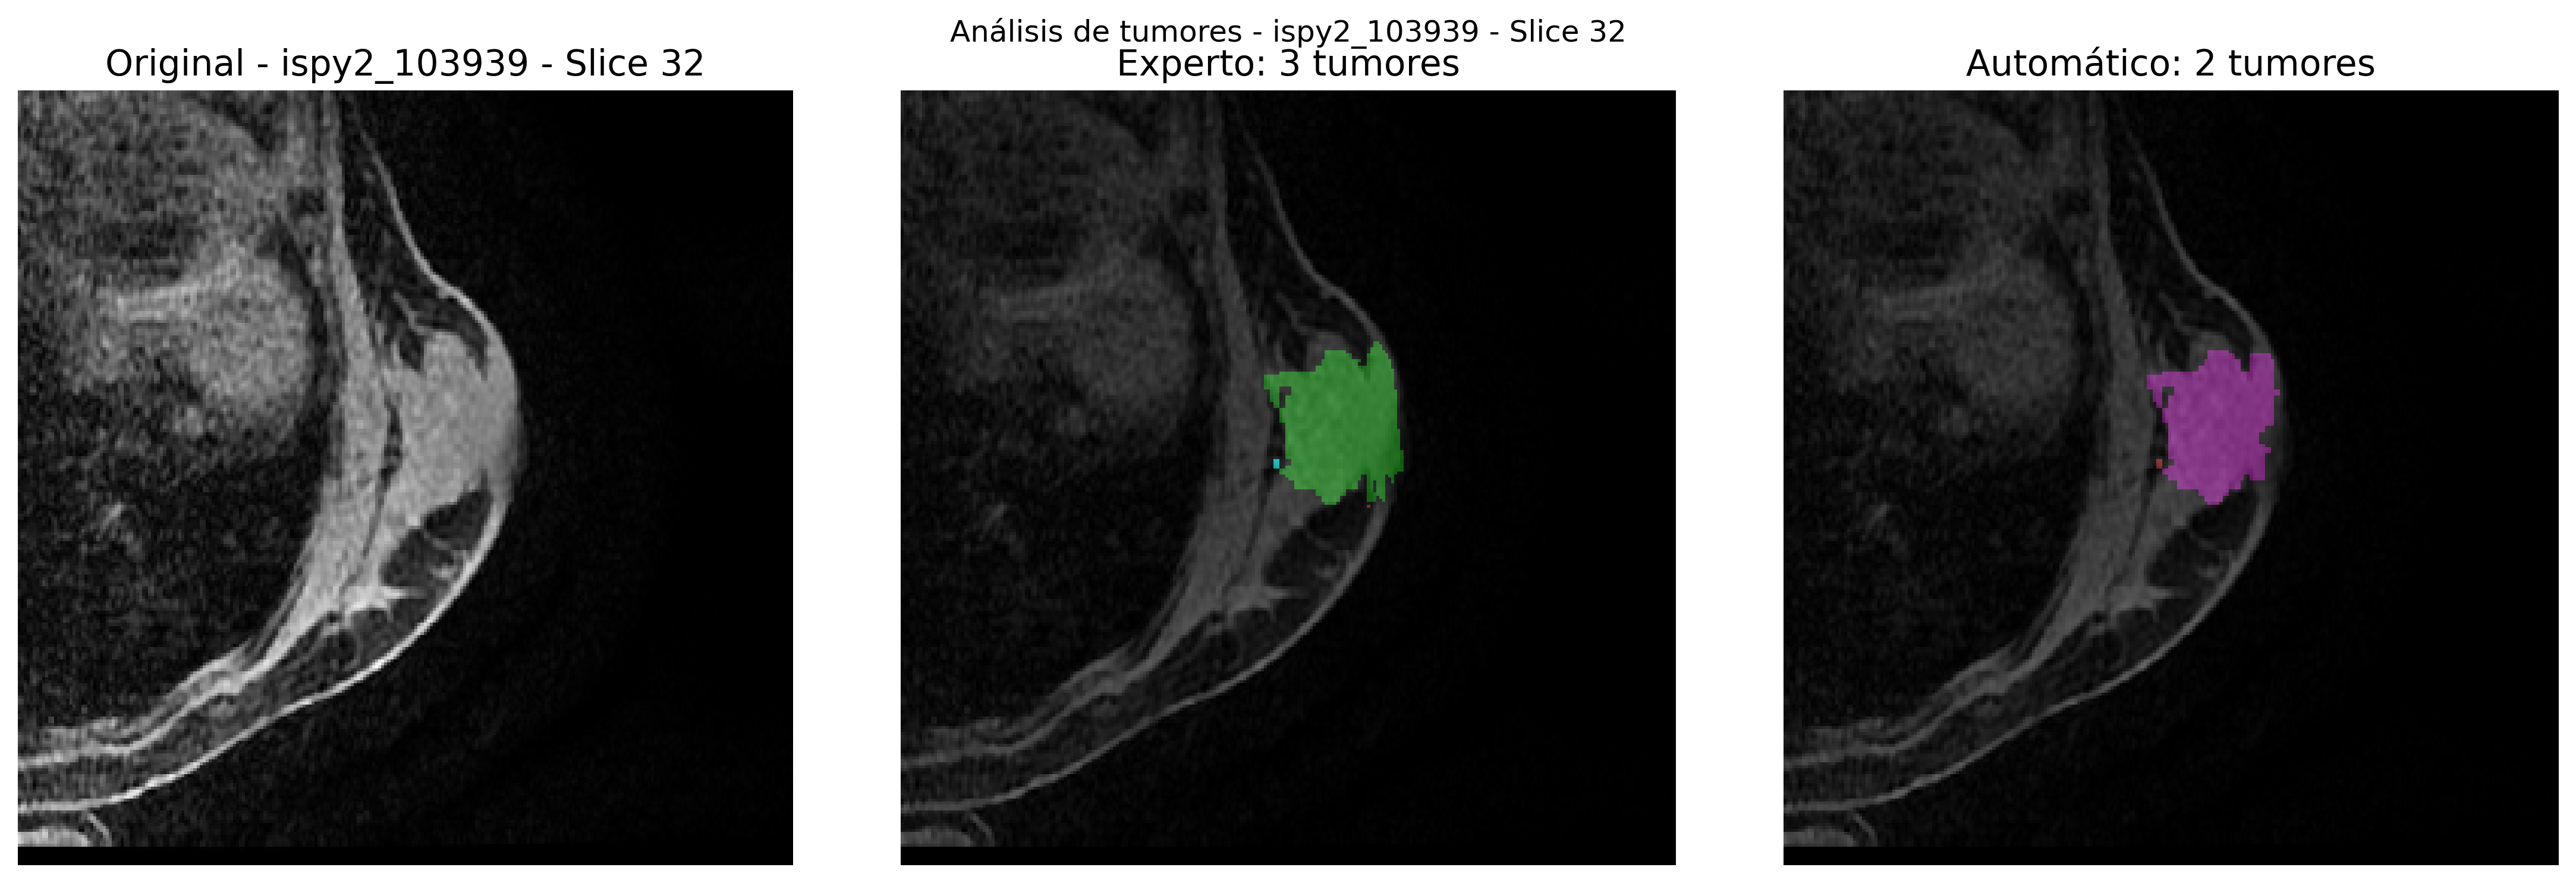 Análisis de tumores - ispy2_103939 - Slice 32
Original - ispy2_103939 - Slice 32
Experto: 3 tumores
Automático: 2 tumores